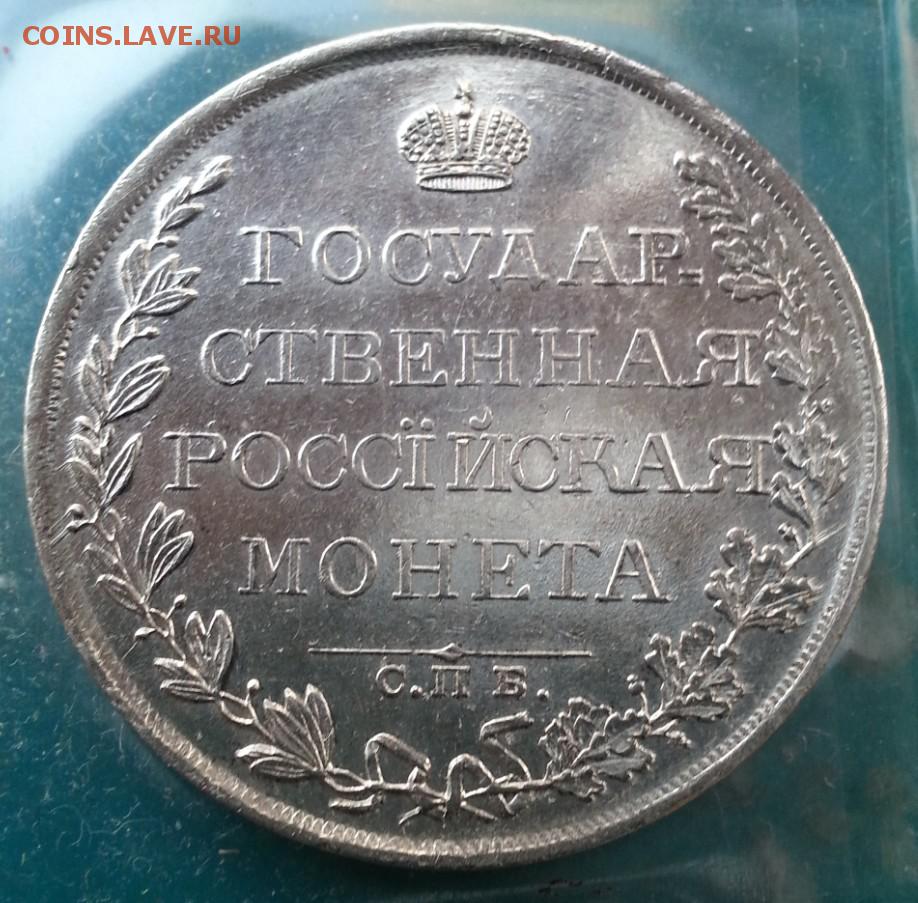 COINS.LAVE.RU
ГОСУДАР-
СТВЕННАЯ
РОССІЙСКАЯ
МОНЕТА
С.П Б.